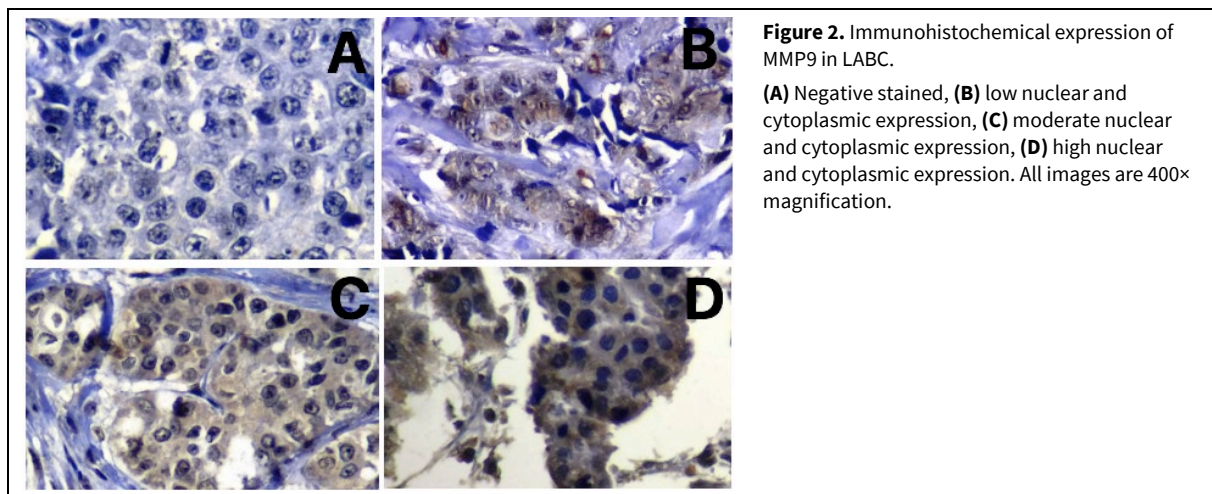 A
B
C
D
Figure 2. Immunohistochemical expression of
MMP9 in LABC.
(A) Negative stained, (B) low nuclear and
cytoplasmic expression, (C) moderate nuclear
and cytoplasmic expression, (D) high nuclear
and cytoplasmic expression. All images are 400×
magnification.